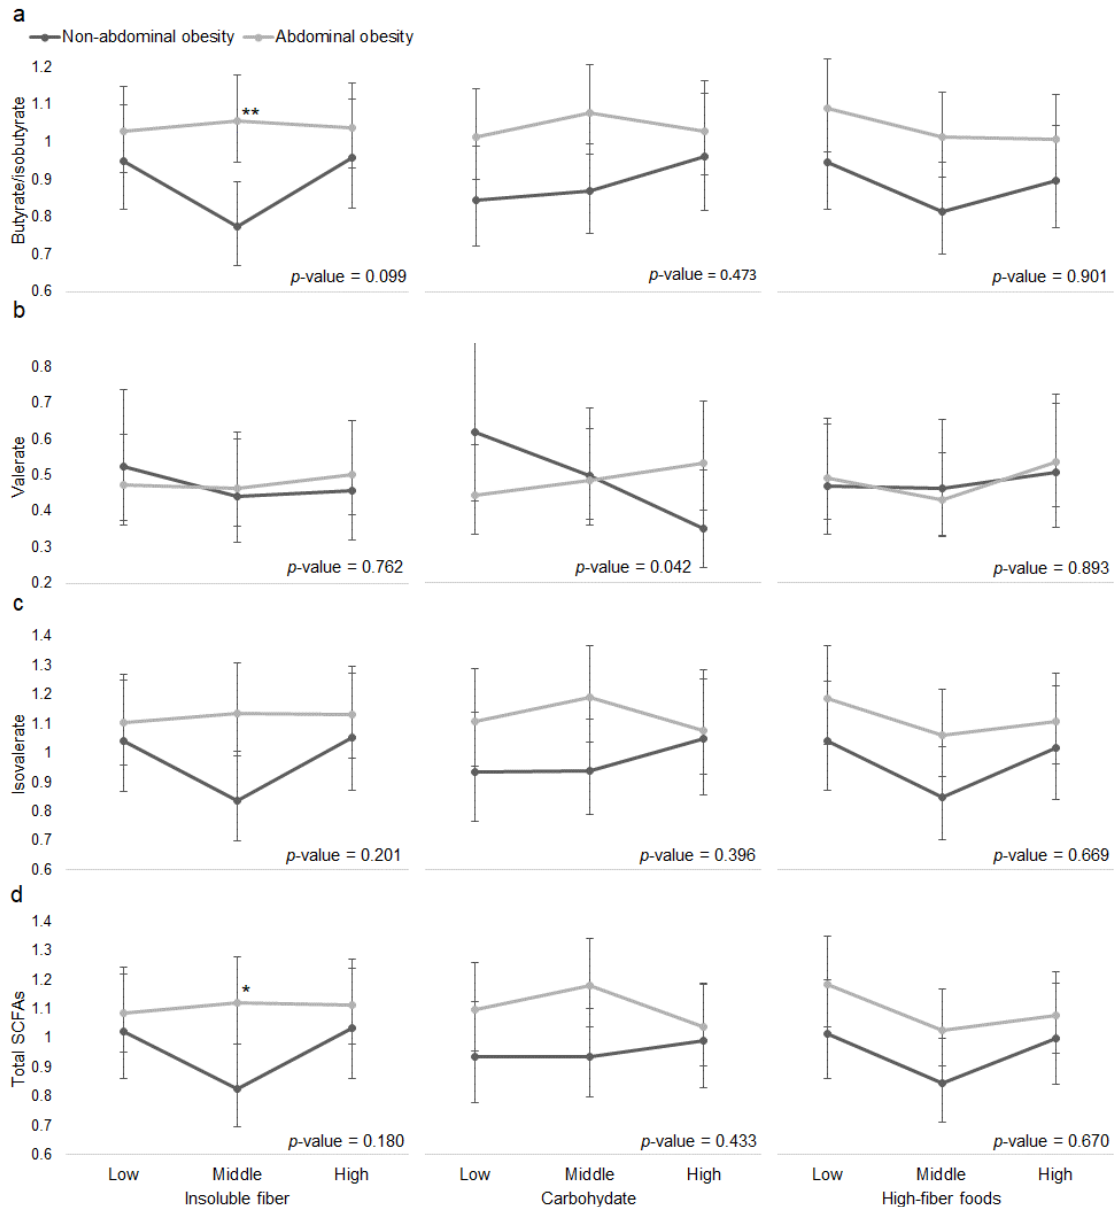 a
Non-abdominal obesity Abdominal obesity
Butyrate/isobutyrate
1.2
1.1
1
0.9
0.8
0.7
0.6
**
p-value = 0.099
p-value = 0.473
p-value = 0.901
b
Valerate
0.8
0.7
0.6
0.5
0.4
0.3
0.2
p-value = 0.762
p-value = 0.042
p-value = 0.893
c
Isovalerate
1.4
1.3
1.2
1.1
1
0.9
0.8
0.7
0.6
p-value = 0.201
p-value = 0.396
p-value = 0.669
d
Total SCFAs
1.4
1.3
1.2
1.1
1
0.9
0.8
0.7
0.6
*
p-value = 0.180
p-value = 0.433
p-value = 0.670
Low Middle High
Insoluble fiber
Low Middle High
Carbohydate
Low Middle High
High-fiber foods